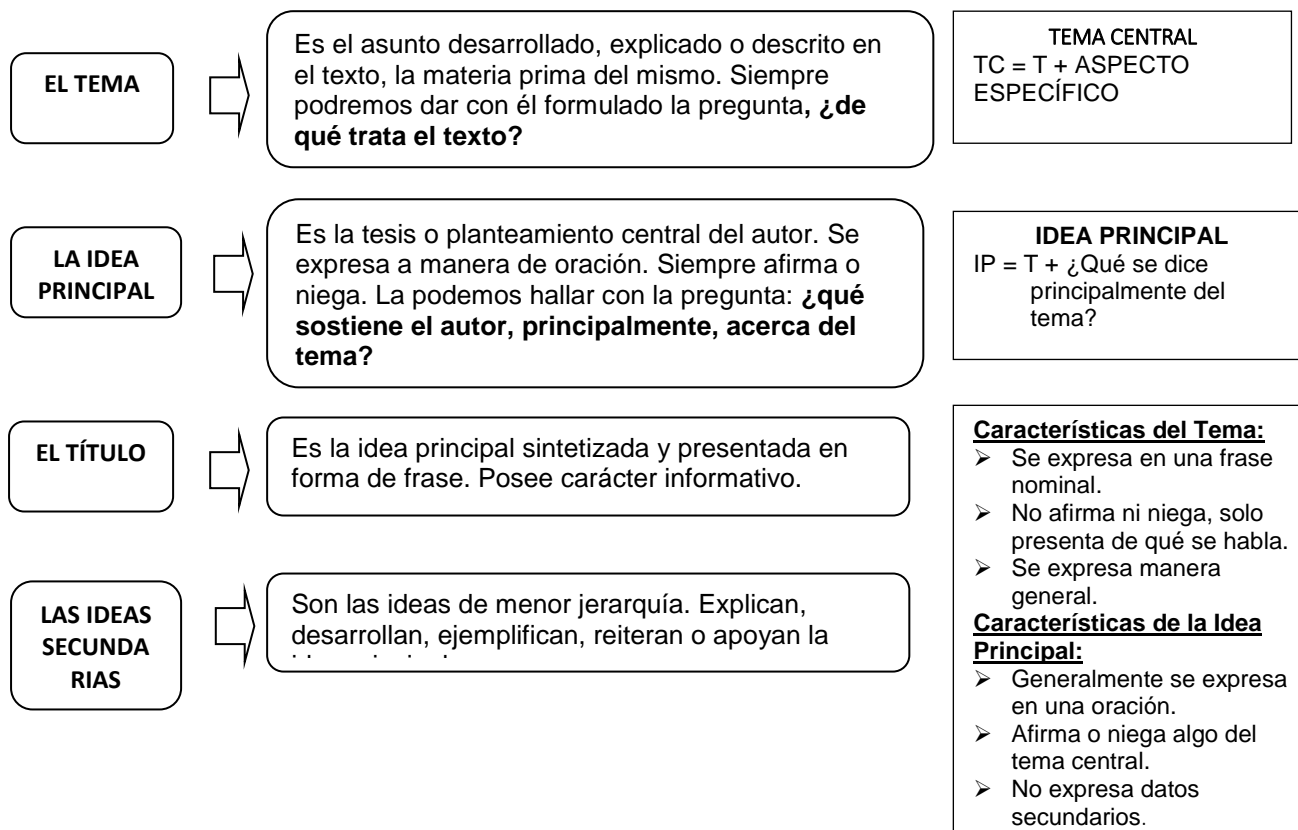 EL TEMA
Es el asunto desarrollado, explicado o descrito en
el texto, la materia prima del mismo. Siempre
podremos dar con él formulado la pregunta, ¿de
qué trata el texto?
TEMA CENTRAL
TC = T + ASPECTO
ESPECÍFICO
LA IDEA
PRINCIPAL
Es la tesis o planteamiento central del autor. Se
expresa a manera de oración. Siempre afirma o
niega. La podemos hallar con la pregunta: ¿qué
sostiene el autor, principalmente, acerca del
tema?
IDEA PRINCIPAL
IP = T + ¿Qué se dice
principalmente del
tema?
EL TÍTULO
Es la idea principal sintetizada y presentada en
forma de frase. Posee carácter informativo.
LAS IDEAS
SECUNDA
RIAS
Son las ideas de menor jerarquía. Explican,
desarrollan, ejemplifican, reiteran o apoyan la
Características del Tema:
➢ Se expresa en una frase
nominal.
➢ No afirma ni niega, solo
presenta de qué se habla.
➢ Se expresa manera
general.
Características de la Idea
Principal:
➢ Generalmente se expresa
en una oración.
➢ Afirma o niega algo del
tema central.
➢ No expresa datos
secundarios.